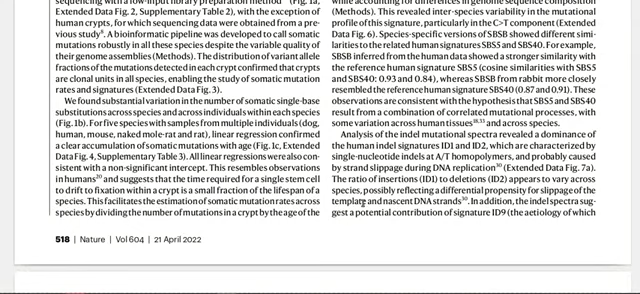 sequencing with a low-input library preparation method (Fig. 1a,
Extended Data Fig. 2, Supplementary Table 2), with the exception of
human crypts, for which sequencing data were obtained from a pre-
vious study⁸. A bioinformatic pipeline was developed to call somatic
mutations robustly in all these species despite the variable quality of
their genome assemblies (Methods). The distribution of variant allele
fractions of the mutations detected in each crypt confirmed that crypts
are clonal units in all species, enabling the study of somatic mutation
rates and signatures (Extended Data Fig. 3).
We found substantial variation in the number of somatic single-base
substitutions across species and across individuals within each species
(Fig. 1b). For five species with samples from multiple individuals (dog,
human, mouse, naked mole-rat and rat), linear regression confirmed
a clear accumulation of somatic mutations with age (Fig. 1c, Extended
Data Fig. 4, Supplementary Table 3). All linear regressions were also con-
sistent with a non-significant intercept. This resembles observations
in humans²⁰ and suggests that the time required for a single stem cell
to drift to fixation within a crypt is a small fraction of the lifespan of a
species. This facilitates the estimation of somatic mutation rates across
species by dividing the number of mutations in a crypt by the age of the
while accounting for differences in genome sequence composition
(Methods). This revealed inter-species variability in the mutational
profile of this signature, particularly in the C>T component (Extended
Data Fig. 6). Species-specific versions of SBSB showed different simi-
larities to the related human signatures SBS5 and SBS40. For example,
SBSB inferred from the human data showed a stronger similarity with
the reference human signature SBS5 (cosine similarities with SBS5
and SBS40: 0.93 and 0.84), whereas SBSB from rabbit more closely
resembled the reference human signature SBS40 (0.87 and 0.91). These
observations are consistent with the hypothesis that SBS5 and SBS40
result from a combination of correlated mutational processes, with
some variation across human tissues¹⁸,³³ and across species.
Analysis of the indel mutational spectra revealed a dominance of
the human indel signatures ID1 and ID2, which are characterized by
single-nucleotide indels at A/T homopolymers, and probably caused
by strand slippage during DNA replication³⁰ (Extended Data Fig. 7a).
The ratio of insertions (ID1) to deletions (ID2) appears to vary across
species, possibly reflecting a differential propensity for slippage of the
template and nascent DNA strands³⁰. In addition, the indel spectra sug-
gest a potential contribution of signature ID9 (the aetiology of which
518 | Nature | Vol 604 | 21 April 2022